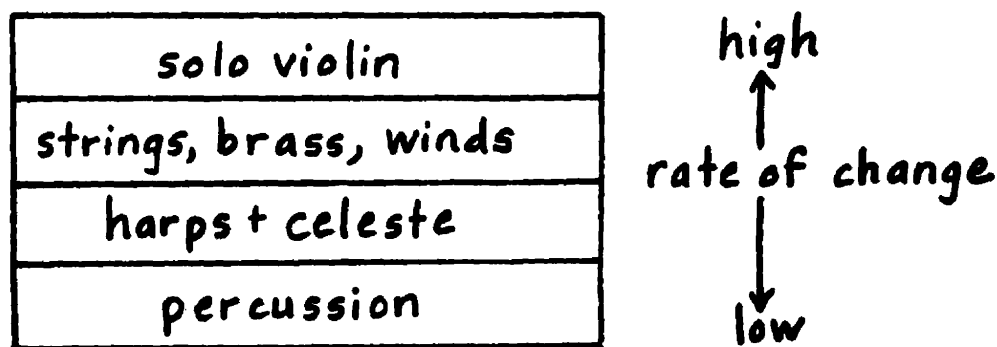 solo violin
strings, brass, winds
harps + celeste
percussion
high
rate of change
low